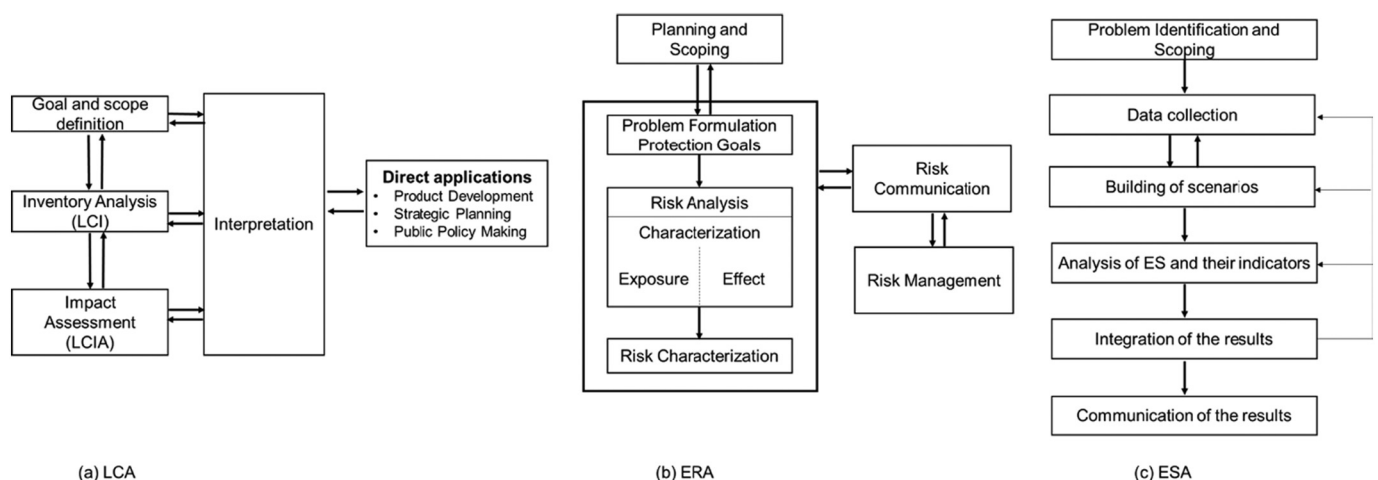 Goal and scope
definition
Inventory Analysis
(LCI)
Impact
Assessment
(LCIA)
Interpretation
Direct applications
• Product Development
• Strategic Planning
• Public Policy Making
(a) LCA
Planning and
Scoping
Problem Formulation
Protection Goals
Risk Analysis
Characterization
Exposure
Effect
Risk Characterization
Risk
Communication
Risk Management
(b) ERA
Problem Identification and
Scoping
Data collection
Building of scenarios
Analysis of ES and their indicators
Integration of the results
Communication of the results
(c) ESA